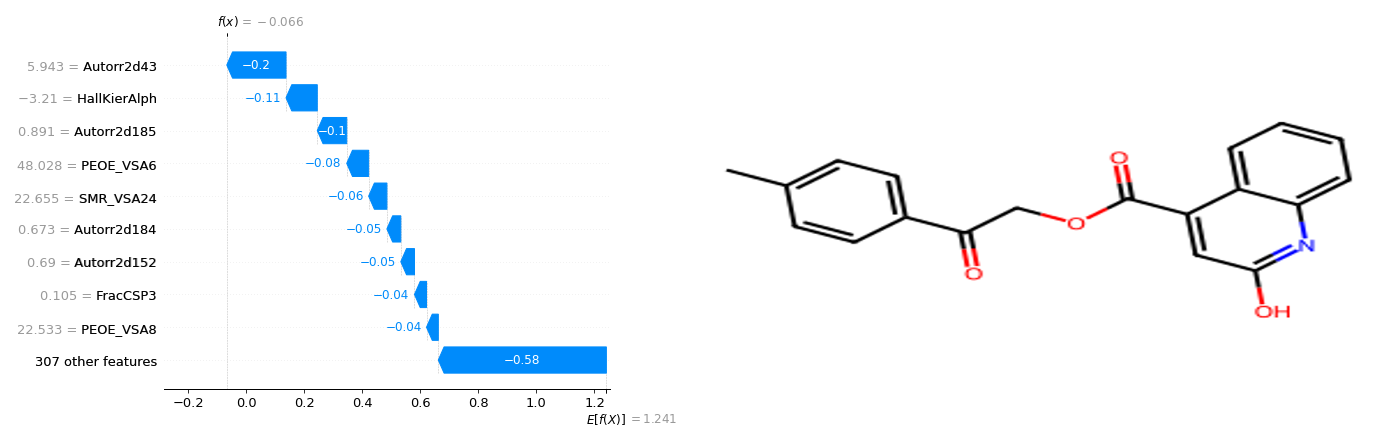 f(x) = −0.066
5.943 = Autorr2d43
−0.2
−3.21 = HallKierAlph
−0.11
0.891 = Autorr2d185
−0.1
48.028 = PEOE_VSA6
−0.08
22.655 = SMR_VSA24
−0.06
0.673 = Autorr2d184
−0.05
0.69 = Autorr2d152
−0.05
0.105 = FracCSP3
−0.04
22.533 = PEOE_VSA8
−0.04
307 other features
−0.58
−0.2 0.0 0.2 0.4 0.6 0.8 1.0 1.2
E[f(X)] = 1.241
O
O
O
N
OH